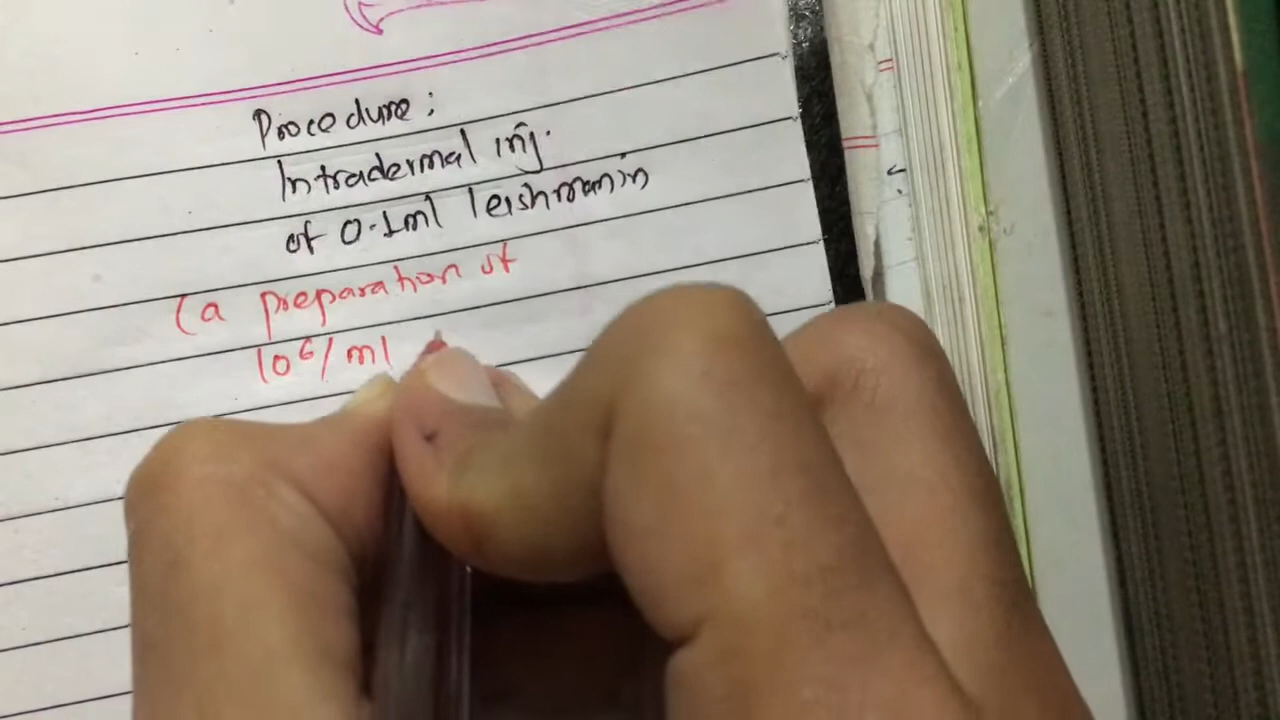 Procedure :
Intradermal inj.
of 0.1ml leishmanin
(a preparation of
10⁶/ml